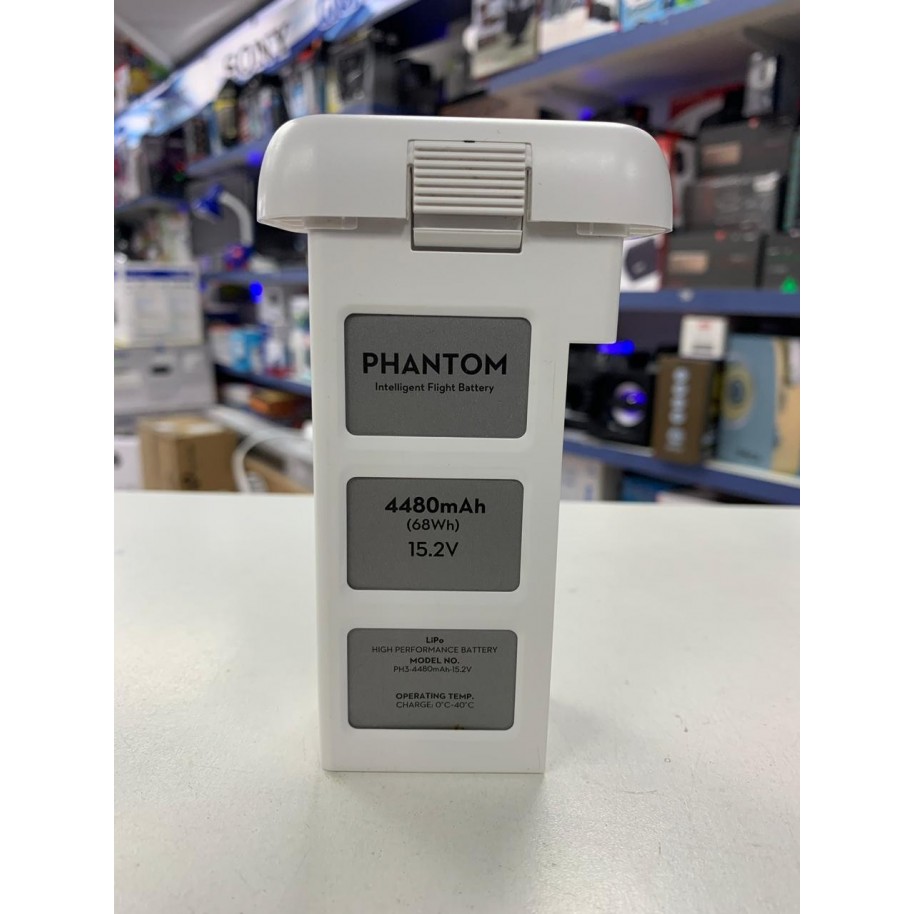 SONY
PHANTOM
Intelligent Flight Battery
4480mAh
(68Wh)
15.2V
LiPo
HIGH PERFORMANCE BATTERY
MODEL NO.
PH3-4480mAh-15.2V
OPERATING TEMP.
CHARGE: 0°C-40°C